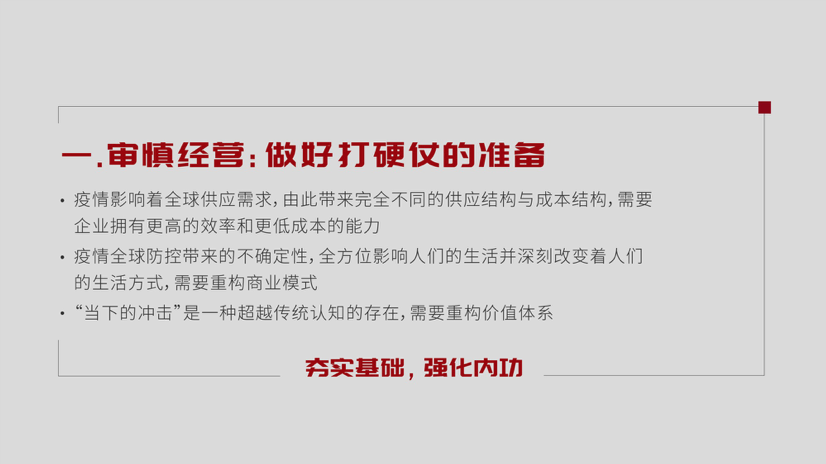 一.审慎经营：做好打硬仗的准备
• 疫情影响着全球供应需求，由此带来完全不同的供应结构与成本结构，需要
企业拥有更高的效率和更低成本的能力
• 疫情全球防控带来的不确定性，全方位影响人们的生活并深刻改变着人们
的生活方式，需要重构商业模式
• “当下的冲击”是一种超越传统认知的存在，需要重构价值体系
夯实基础，强化内功